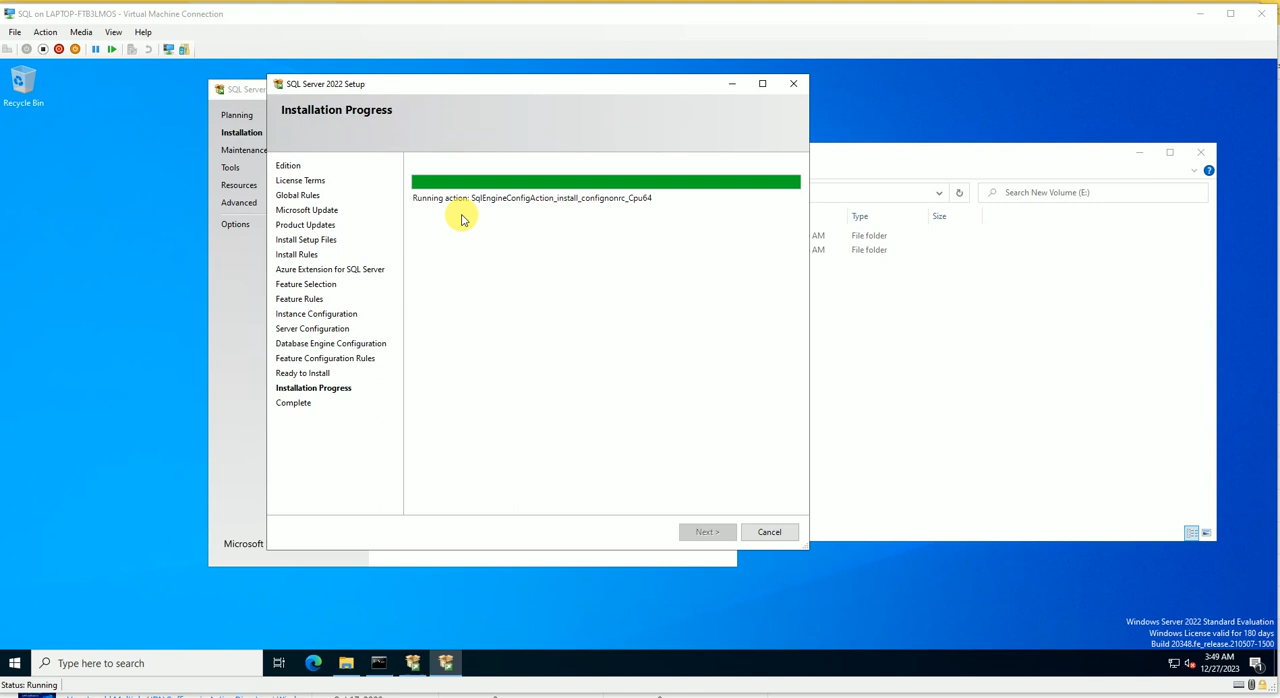 SQL on LAPTOP-FTB3LMOS - Virtual Machine Connection
File Action Media View Help
Recycle Bin
SQL Server
Planning
Installation
Maintenance
Tools
Resources
Advanced
Options
Microsoft
SQL Server 2022 Setup
Installation Progress
Edition
License Terms
Global Rules
Microsoft Update
Product Updates
Install Setup Files
Install Rules
Azure Extension for SQL Server
Feature Selection
Feature Rules
Instance Configuration
Server Configuration
Database Engine Configuration
Feature Configuration Rules
Ready to Install
Installation Progress
Complete
Running action: SqlEngineConfigAction_install_confignonrc_Cpu64
Next > Cancel
Search New Volume (E:)
Type Size
AM File folder
AM File folder
Windows Server 2022 Standard Evaluation
Windows License valid for 180 days
Build 20348.fe_release.210507-1500
Type here to search
3:49 AM
12/27/2023
Status: Running